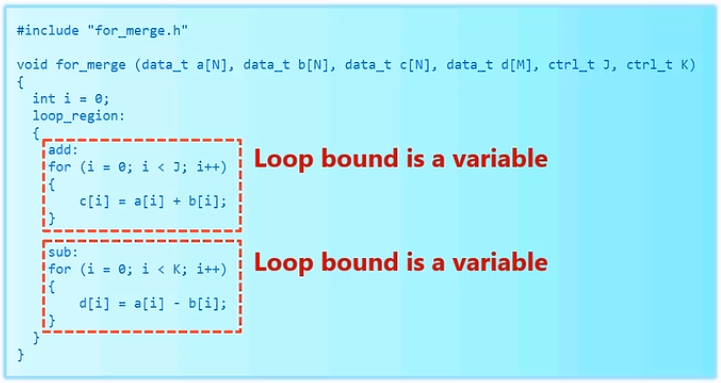 #include "for_merge.h"
void for_merge (data_t a[N], data_t b[N], data_t c[N], data_t d[M], ctrl_t J, ctrl_t K)
{
int i = 0;
loop_region:
{
add:
for (i = 0; i < J; i++)
{
c[i] = a[i] + b[i];
}
Loop bound is a variable
sub:
for (i = 0; i < K; i++)
{
d[i] = a[i] - b[i];
}
Loop bound is a variable
}
}